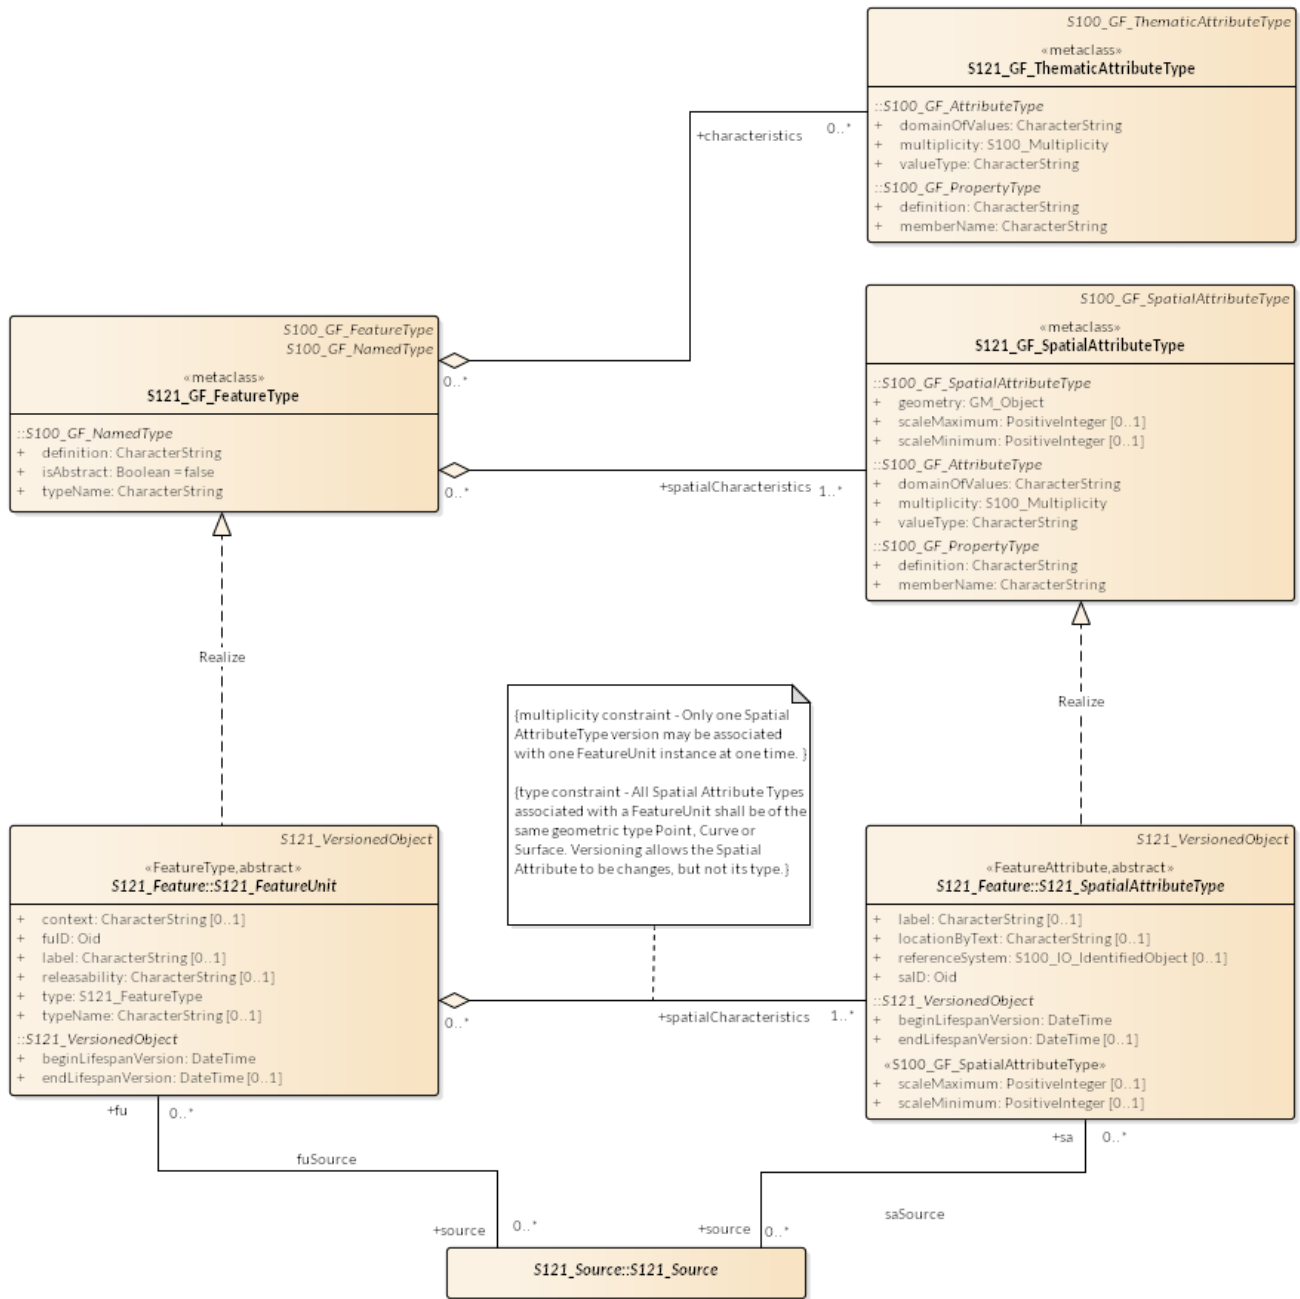 S100_GF_ThematicAttributeType
«metaclass»
S121_GF_ThematicAttributeType
::S100_GF_AttributeType
+ domainOfValues: CharacterString
+ multiplicity: S100_Multiplicity
+ valueType: CharacterString
::S100_GF_PropertyType
+ definition: CharacterString
+ memberName: CharacterString
+characteristics
0..*
S100_GF_FeatureType
S100_GF_NamedType
«metaclass»
S121_GF_FeatureType
::S100_GF_NamedType
+ definition: CharacterString
+ isAbstract: Boolean = false
+ typeName: CharacterString
0..*
0..*
+spatialCharacteristics
1..*
S100_GF_SpatialAttributeType
«metaclass»
S121_GF_SpatialAttributeType
::S100_GF_SpatialAttributeType
+ geometry: GM_Object
+ scaleMaximum: PositiveInteger [0..1]
+ scaleMinimum: PositiveInteger [0..1]
::S100_GF_AttributeType
+ domainOfValues: CharacterString
+ multiplicity: S100_Multiplicity
+ valueType: CharacterString
::S100_GF_PropertyType
+ definition: CharacterString
+ memberName: CharacterString
Realize
Realize
{multiplicity constraint - Only one Spatial
AttributeType version may be associated
with one FeatureUnit instance at one time. }
{type constraint - All Spatial Attribute Types
associated with a FeatureUnit shall be of the
same geometric type Point, Curve or
Surface. Versioning allows the Spatial
Attribute to be changes, but not its type.}
S121_VersionedObject
«FeatureType,abstract»
S121_Feature::S121_FeatureUnit
+ context: CharacterString [0..1]
+ fuID: Oid
+ label: CharacterString [0..1]
+ releasability: CharacterString [0..1]
+ type: S121_FeatureType
+ typeName: CharacterString [0..1]
::S121_VersionedObject
+ beginLifespanVersion: DateTime
+ endLifespanVersion: DateTime [0..1]
0..*
+spatialCharacteristics
1..*
S121_VersionedObject
«FeatureAttribute,abstract»
S121_Feature::S121_SpatialAttributeType
+ label: CharacterString [0..1]
+ locationByText: CharacterString [0..1]
+ referenceSystem: S100_IO_IdentifiedObject [0..1]
+ saID: Oid
::S121_VersionedObject
+ beginLifespanVersion: DateTime
+ endLifespanVersion: DateTime [0..1]
«S100_GF_SpatialAttributeType»
+ scaleMaximum: PositiveInteger [0..1]
+ scaleMinimum: PositiveInteger [0..1]
+fu
0..*
fuSource
+source
0..*
+sa
0..*
saSource
+source
0..*
S121_Source::S121_Source